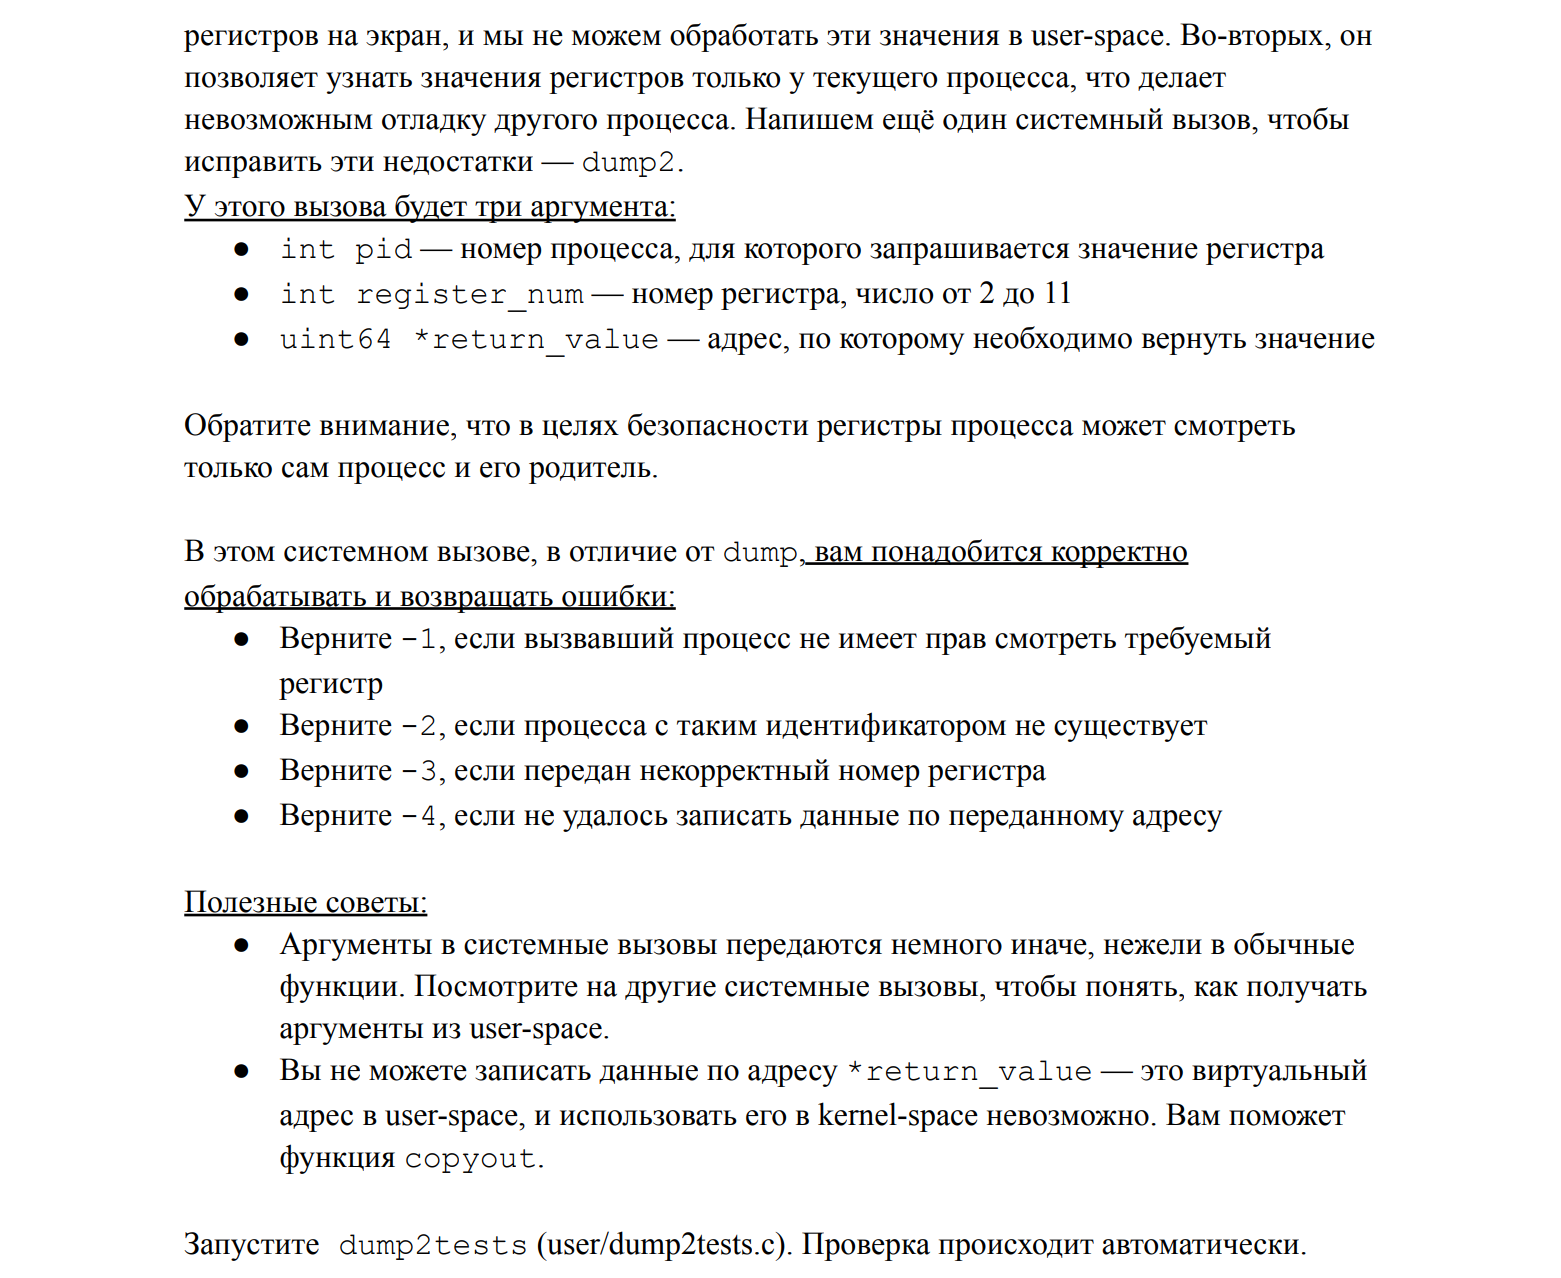 регистров на экран, и мы не можем обработать эти значения в user-space. Во-вторых, он
позволяет узнать значения регистров только у текущего процесса, что делает
невозможным отладку другого процесса. Напишем ещё один системный вызов, чтобы
исправить эти недостатки — dump2.
У этого вызова будет три аргумента:
● int pid — номер процесса, для которого запрашивается значение регистра
● int register_num — номер регистра, число от 2 до 11
● uint64 *return_value — адрес, по которому необходимо вернуть значение
Обратите внимание, что в целях безопасности регистры процесса может смотреть
только сам процесс и его родитель.
В этом системном вызове, в отличие от dump, вам понадобится корректно
обрабатывать и возвращать ошибки:
● Верните -1, если вызвавший процесс не имеет прав смотреть требуемый
регистр
● Верните -2, если процесса с таким идентификатором не существует
● Верните -3, если передан некорректный номер регистра
● Верните -4, если не удалось записать данные по переданному адресу
Полезные советы:
● Аргументы в системные вызовы передаются немного иначе, нежели в обычные
функции. Посмотрите на другие системные вызовы, чтобы понять, как получать
аргументы из user-space.
● Вы не можете записать данные по адресу *return_value — это виртуальный
адрес в user-space, и использовать его в kernel-space невозможно. Вам поможет
функция copyout.
Запустите dump2tests (user/dump2tests.c). Проверка происходит автоматически.